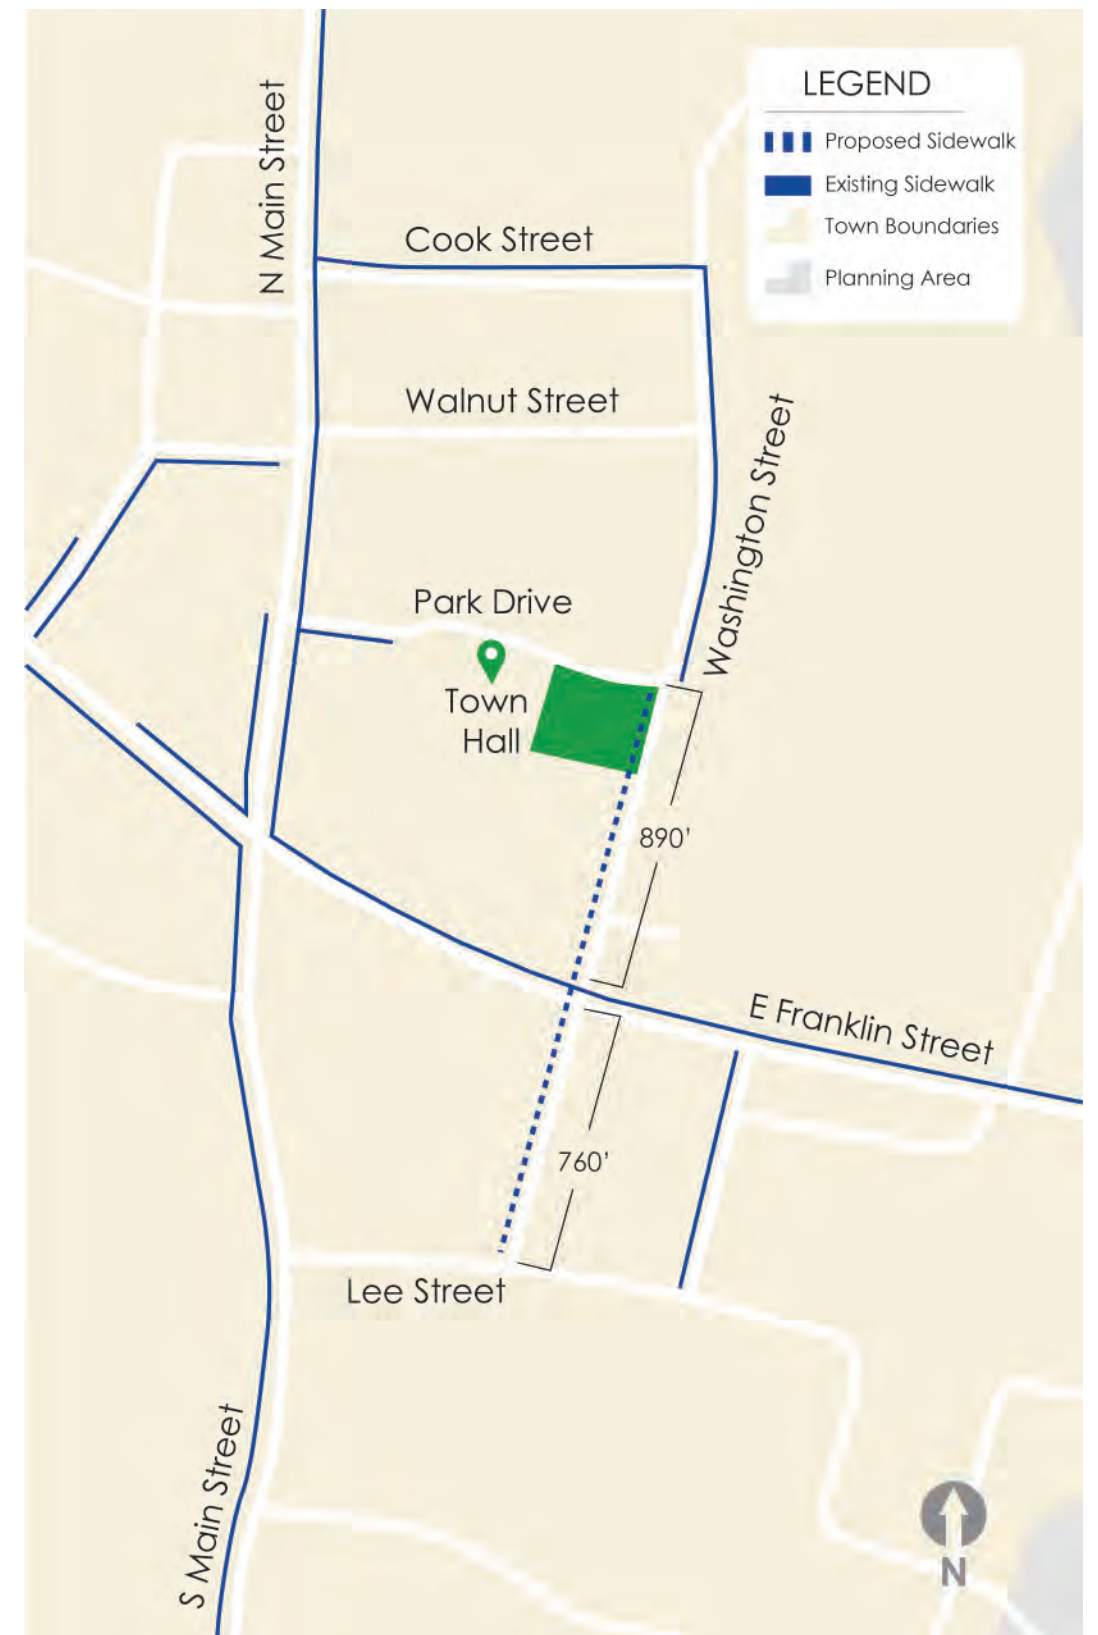 LEGEND
Proposed Sidewalk
Existing Sidewalk
Town Boundaries
Planning Area
N Main Street
Cook Street
Walnut Street
Washington Street
Park Drive
Town
Hall
890’
E Franklin Street
760’
Lee Street
S Main Street
N